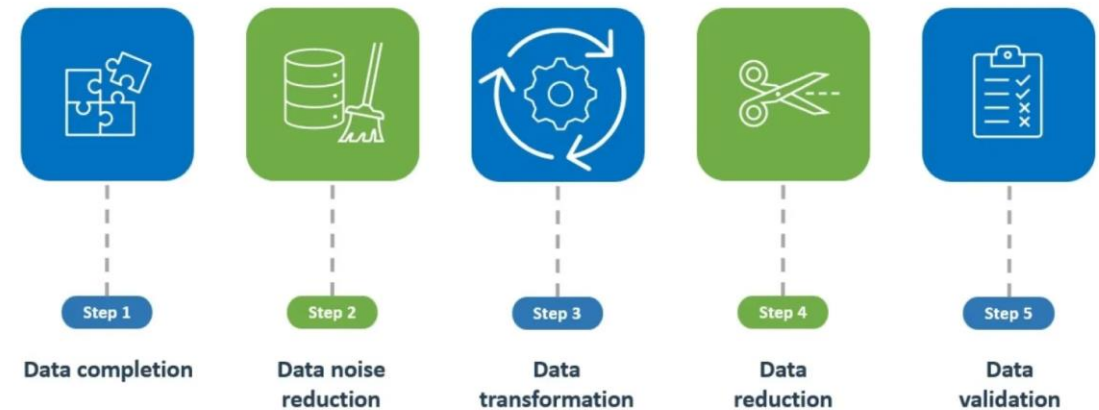 Step 1
Step 2
Step 3
Step 4
Step 5
Data completion
Data noise
reduction
Data
transformation
Data
reduction
Data
validation